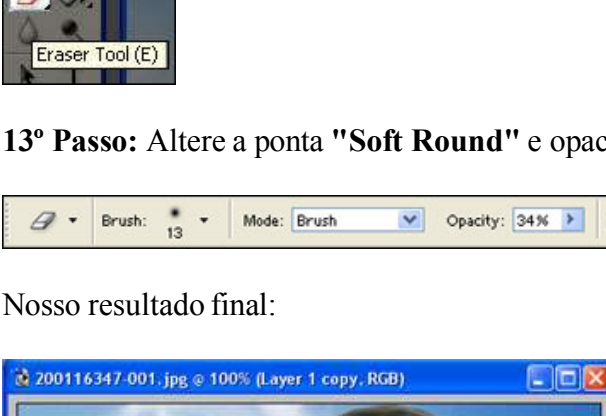 Eraser Tool (E)
13º Passo: Altere a ponta "Soft Round" e opac
Brush: 13 Mode: Brush Opacity: 34%
Nosso resultado final:
200116347-001.jpg @ 100% (Layer 1 copy, RGB)